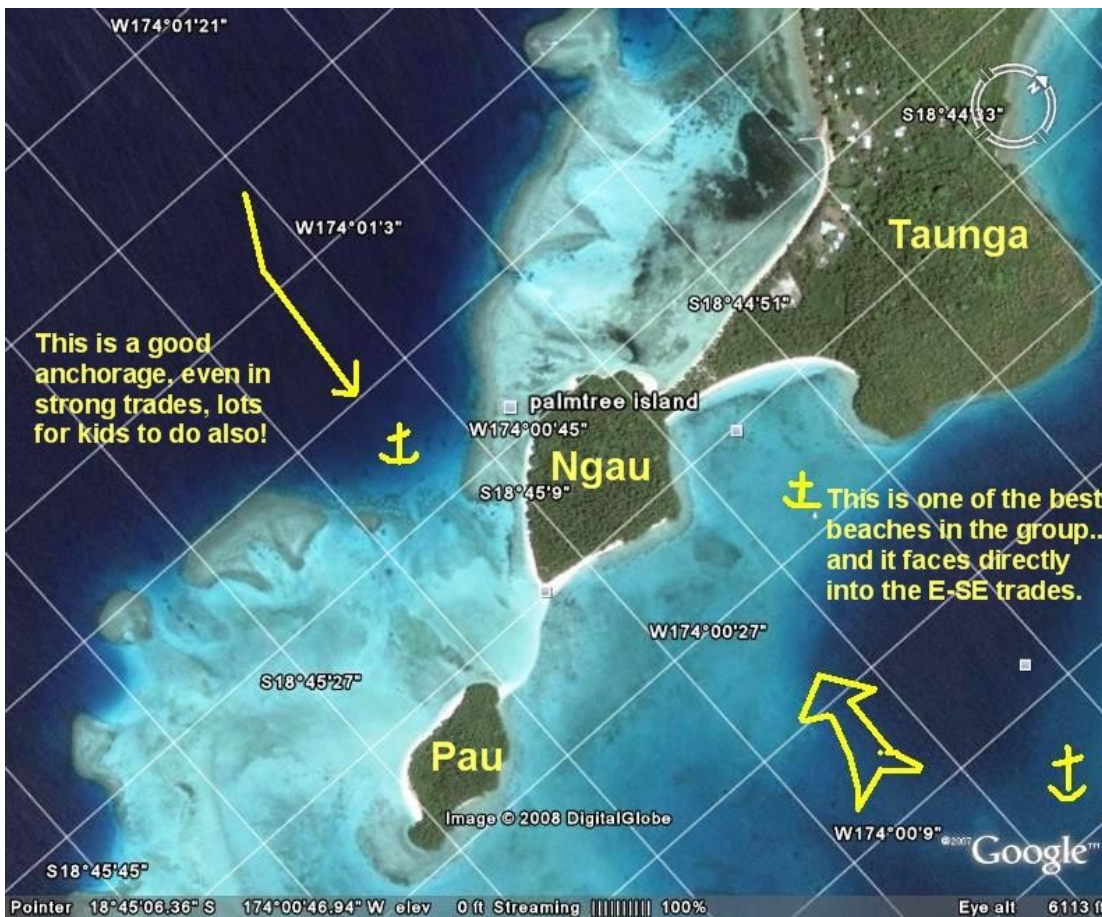 W174°01'21"
N
S18°44'33"
W174°01'3"
Taunga
S18°44'51"
This is a good
anchorage, even in
strong trades, lots
for kids to do also!
palmtree island
W174°00'45"
Ngau
S18°45'9"
This is one of the best
beaches in the group..
and it faces directly
into the E-SE trades.
W174°00'27"
S18°45'27"
Pau
Image © 2008 DigitalGlobe
W174°00'9"
©2007 Google™
S18°45'45"
Pointer 18°45'06.36" S 174°00'46.94" W elev 0 ft Streaming |||||||||| 100% Eye alt 6113 ft